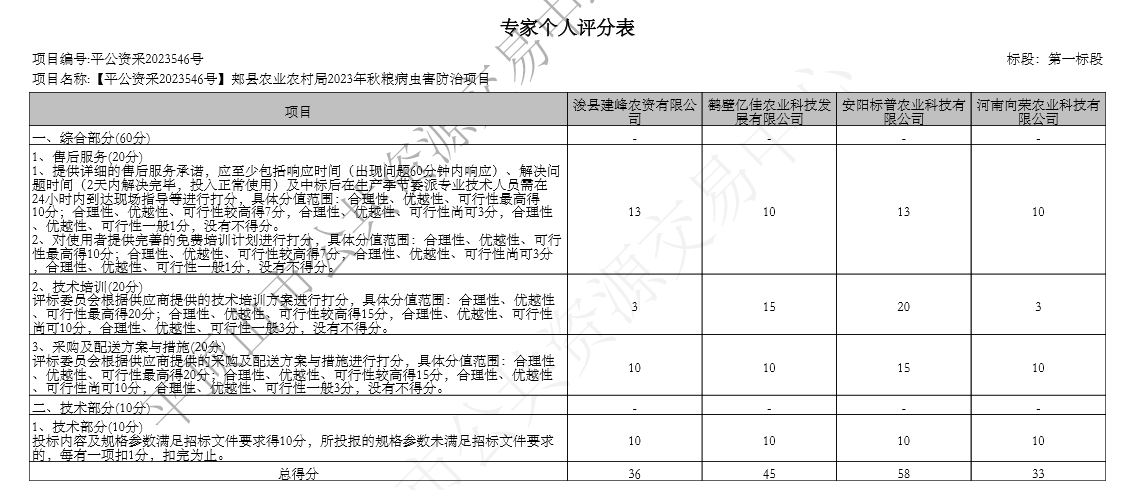 专家个人评分表
项目编号:平公资采2023546号
标段：第一标段
项目名称:【平公资采2023546号】郏县农业农村局2023年秋粮病虫害防治项目
项目
浚县建峰农资有限公
司
鹤壁亿佳农业科技发
展有限公司
安阳标普农业科技有
限公司
河南向荣农业科技有
限公司
一、综合部分(60分)
-
-
-
-
1、售后服务(20分)
1、提供详细的售后服务承诺，应至少包括响应时间（出现问题60分钟内响应）、解决问
题时间（2天内解决完毕，投入正常使用）及中标后在生产季节委派专业技术人员需在
24小时内到达现场指导等进行打分，具体分值范围：合理性、优越性、可行性最高得
10分；合理性、优越性、可行性较高得7分，合理性、优越性、可行性尚可3分，合理性
、优越性、可行性一般1分，没有不得分。
2、对使用者提供完善的免费培训计划进行打分，具体分值范围：合理性、优越性、可行
性最高得10分；合理性、优越性、可行性较高得7分，合理性、优越性、可行性尚可3分
，合理性、优越性、可行性一般1分，没有不得分。
13
10
13
10
2、技术培训(20分)
评标委员会根据供应商提供的技术培训方案进行打分，具体分值范围：合理性、优越性
、可行性最高得20分；合理性、优越性、可行性较高得15分，合理性、优越性、可行性
尚可10分，合理性、优越性、可行性一般3分，没有不得分。
3
15
20
3
3、采购及配送方案与措施(20分)
评标委员会根据供应商提供的采购及配送方案与措施进行打分，具体分值范围：合理性
、优越性、可行性最高得20分，合理性、优越性、可行性较高得15分，合理性、优越性
、可行性尚可10分，合理性、优越性、可行性一般3分，没有不得分。
10
10
15
10
二、技术部分(10分)
-
-
-
-
1、技术部分(10分)
投标内容及规格参数满足招标文件要求得10分，所投报的规格参数未满足招标文件要求
的，每有一项扣1分，扣完为止。
10
10
10
10
总得分
36
45
58
33
平顶山市公共资源交易中
市公共资源交易中心